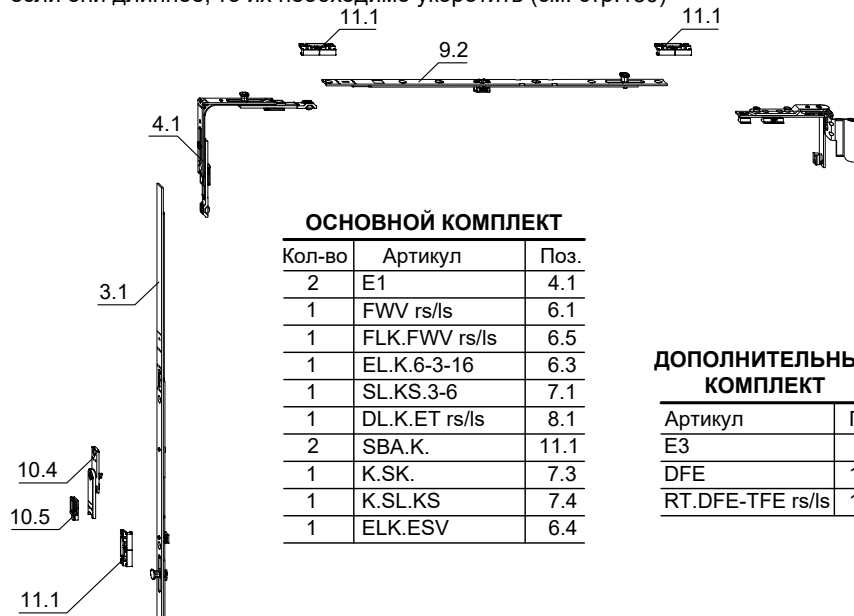 11.1
11.1
9.2
4.1
3.1
ОСНОВНОЙ КОМПЛЕКТ
Кол-во Артикул Поз.
2 E1 4.1
1 FWV rs/ls 6.1
1 FLK.FWV rs/ls 6.5
1 EL.K.6-3-16 6.3
1 SL.KS.3-6 7.1
1 DL.K.ET rs/ls 8.1
2 SBA.K. 11.1
1 K.SK. 7.3
1 K.SL.KS 7.4
1 ELK.ESV 6.4
КОМПЛЕКТ
Артикул
E3
DFE
RT.DFE-TFE rs/ls
10.4
10.5
11.1